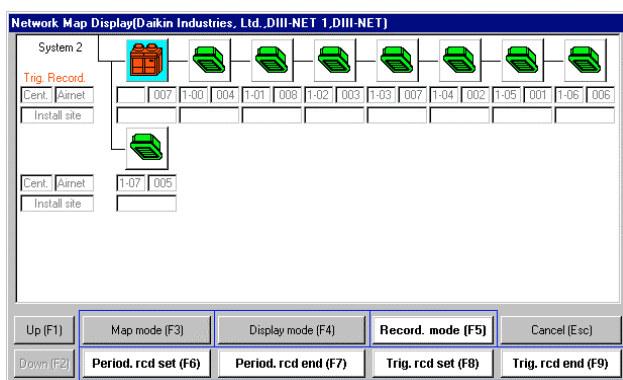 Network Map Display(Daikin Industries, Ltd.,DIII-NET 1,DIII-NET)
System 2
Trig. Record.
Cent. Airnet 007 1-00 004 1-01 008 1-02 003 1-03 007 1-04 002 1-05 001 1-06 006
Install site
Cent. Airnet 1-07 005
Install site
Up (F1) Map mode (F3) Display mode (F4) Record. mode (F5) Cancel (Esc)
Down (F2) Period. rcd set (F6) Period. rcd end (F7) Trig. rcd set (F8) Trig. rcd end (F9)